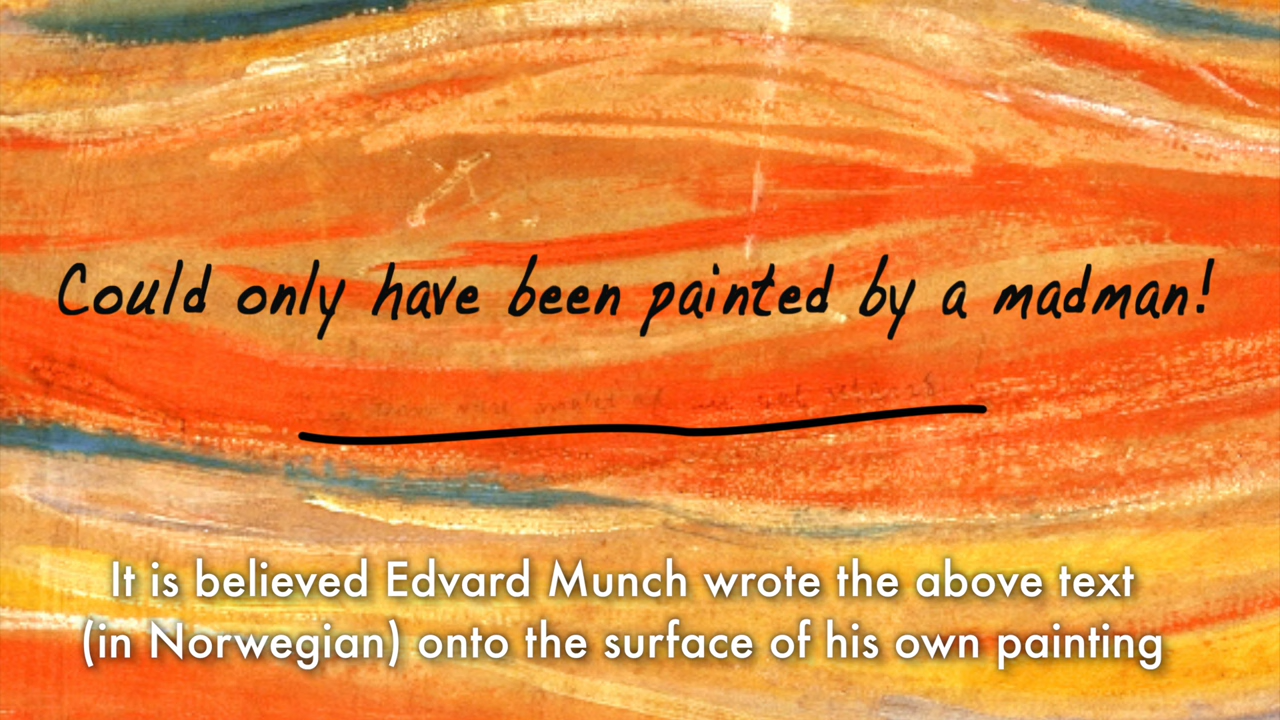 Could only have been painted by a madman!
It is believed Edvard Munch wrote the above text
(in Norwegian) onto the surface of his own painting